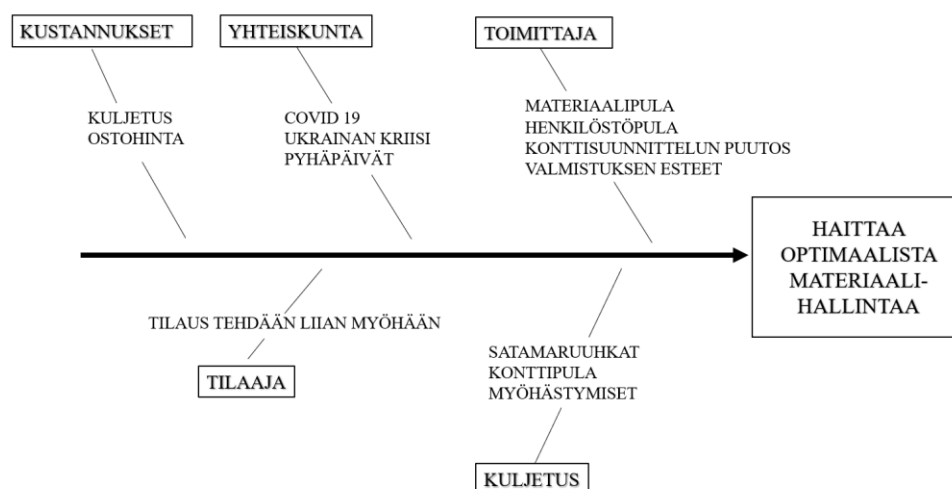 KUSTANNUKSET
YHTEISKUNTA
TOIMITTAJA
KULJETUS
OSTOHINTA
COVID 19
UKRAINAN KRIISI
PYHÄPÄIVÄT
MATERIAALIPULA
HENKILÖSTÖPULA
KONTTISUUNNITTELUN PUUTOS
VALMISTUKSEN ESTEET
HAITTAA
OPTIMAALISTA
MATERIAALI-
HALLINTAA
TILAUS TEHDÄÄN LIIAN MYÖHÄÄN
TILAAJA
SATAMARUUHKAT
KONTTIPULA
MYÖHÄSTYMISET
KULJETUS